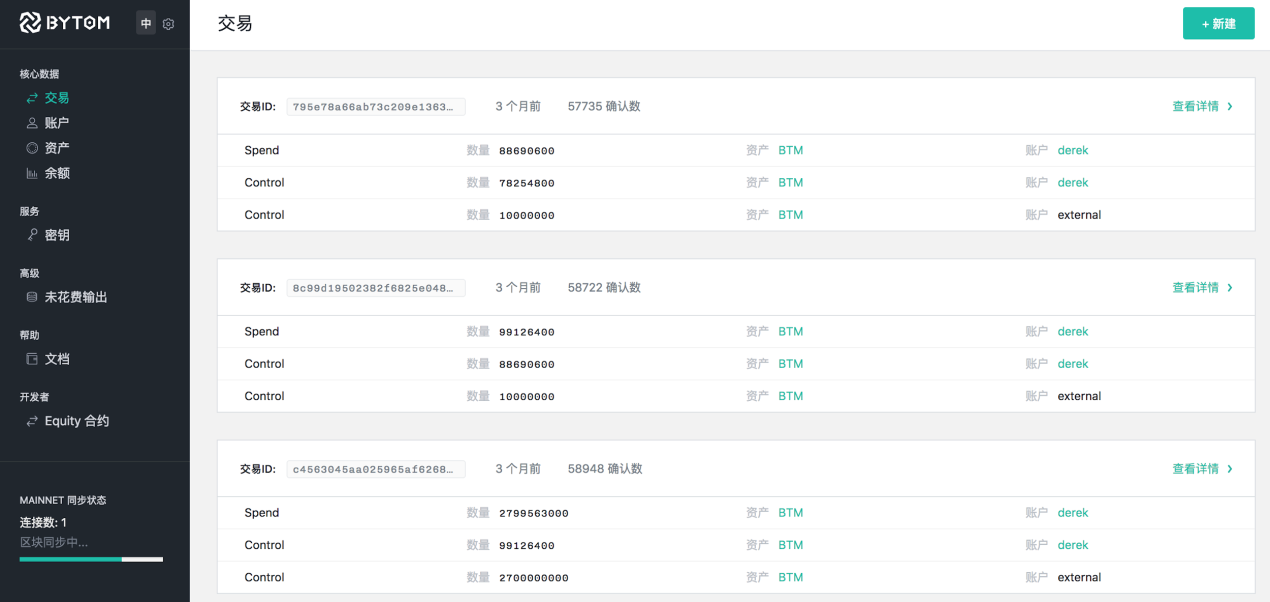 BYTOM 中
核心数据
交易
账户
资产
余额
服务
密钥
高级
未花费输出
帮助
文档
开发者
Equity 合约
MAINNET 同步状态
连接数: 1
区块同步中...
交易
+ 新建
交易ID: 795e78a66ab73c209e1363… 3 个月前 57735 确认数 查看详情
Spend 数量 88690600 资产 BTM 账户 derek
Control 数量 78254800 资产 BTM 账户 derek
Control 数量 10000000 资产 BTM 账户 external
交易ID: 8c99d19502382f6825e048… 3 个月前 58722 确认数 查看详情
Spend 数量 99126400 资产 BTM 账户 derek
Control 数量 88690600 资产 BTM 账户 derek
Control 数量 10000000 资产 BTM 账户 external
交易ID: c4563045aa025965af6268… 3 个月前 58948 确认数 查看详情
Spend 数量 2799563000 资产 BTM 账户 derek
Control 数量 99126400 资产 BTM 账户 derek
Control 数量 2700000000 资产 BTM 账户 external